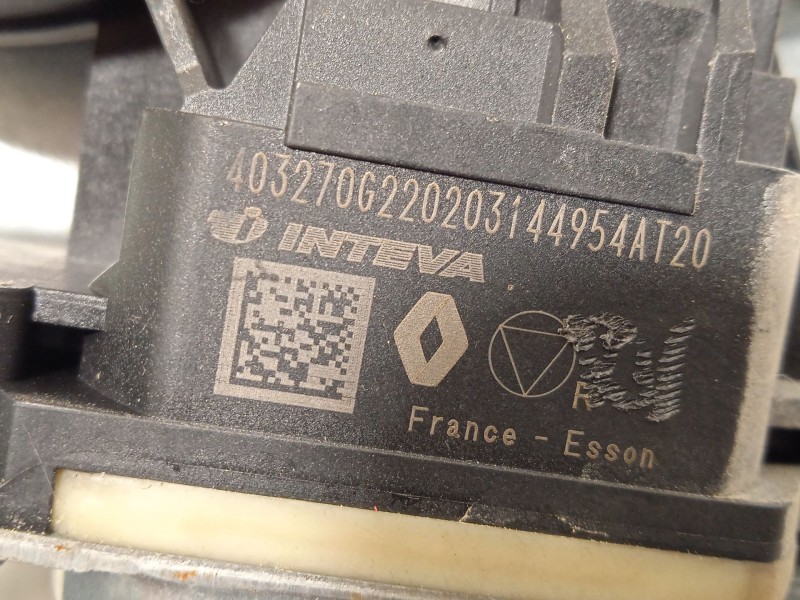 403270G220203144954AT20
INTEVA
R
France - Esson